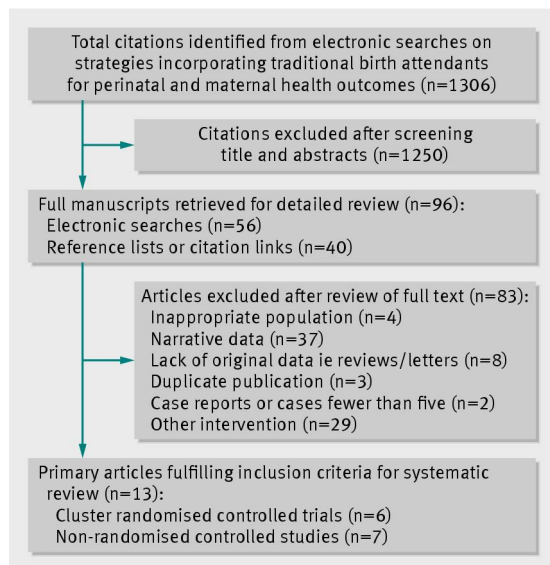 Total citations identified from electronic searches on
strategies incorporating traditional birth attendants
for perinatal and maternal health outcomes (n=1306)
Citations excluded after screening
title and abstracts (n=1250)
Full manuscripts retrieved for detailed review (n=96):
Electronic searches (n=56)
Reference lists or citation links (n=40)
Articles excluded after review of full text (n=83):
Inappropriate population (n=4)
Narrative data (n=37)
Lack of original data ie reviews/letters (n=8)
Duplicate publication (n=3)
Case reports or cases fewer than five (n=2)
Other intervention (n=29)
Primary articles fulfilling inclusion criteria for systematic
review (n=13):
Cluster randomised controlled trials (n=6)
Non-randomised controlled studies (n=7)